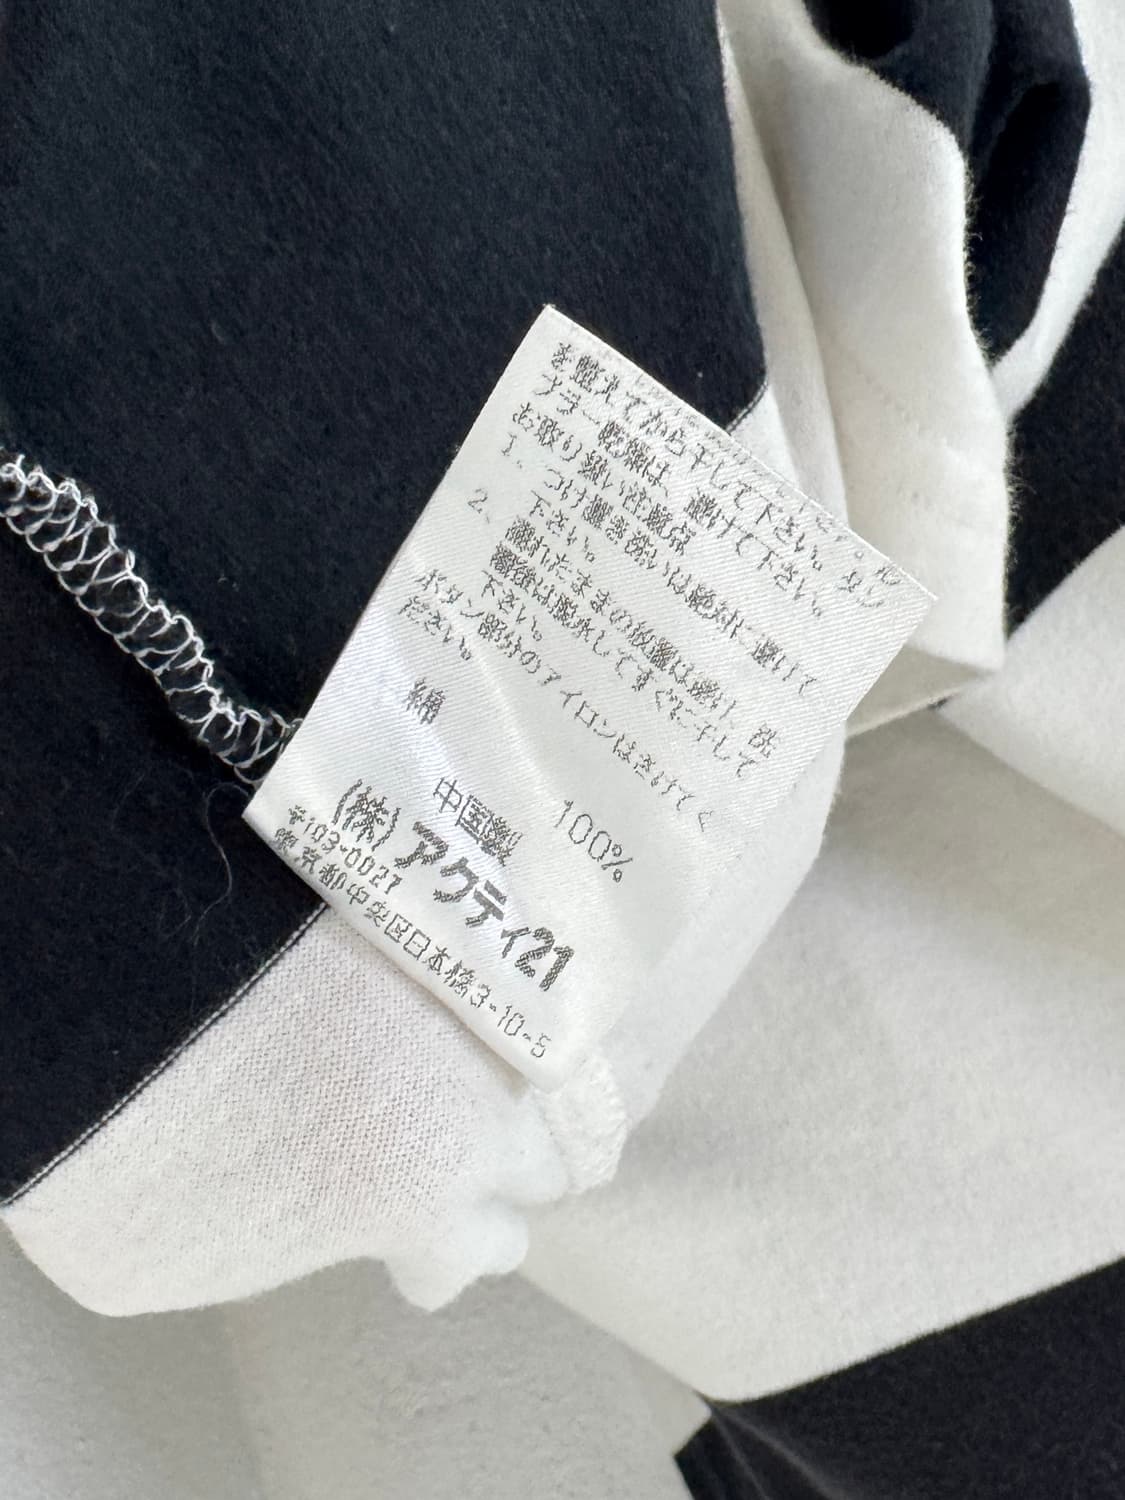 を整えてから干して下さい。タン
ブラー乾燥は、避けて下さい。
お取り扱い注意点
1、つけ置き洗いは絶対に避けて
下さい。
2、濡れたままの放置は避け、洗
濯後は脱水してすぐに干して
下さい。
ボタン部分のアイロンはさけてく
ださい。
綿 100%
中国製
(株)アクティ21
〒103-0027
東京都中央区日本橋3-10-5